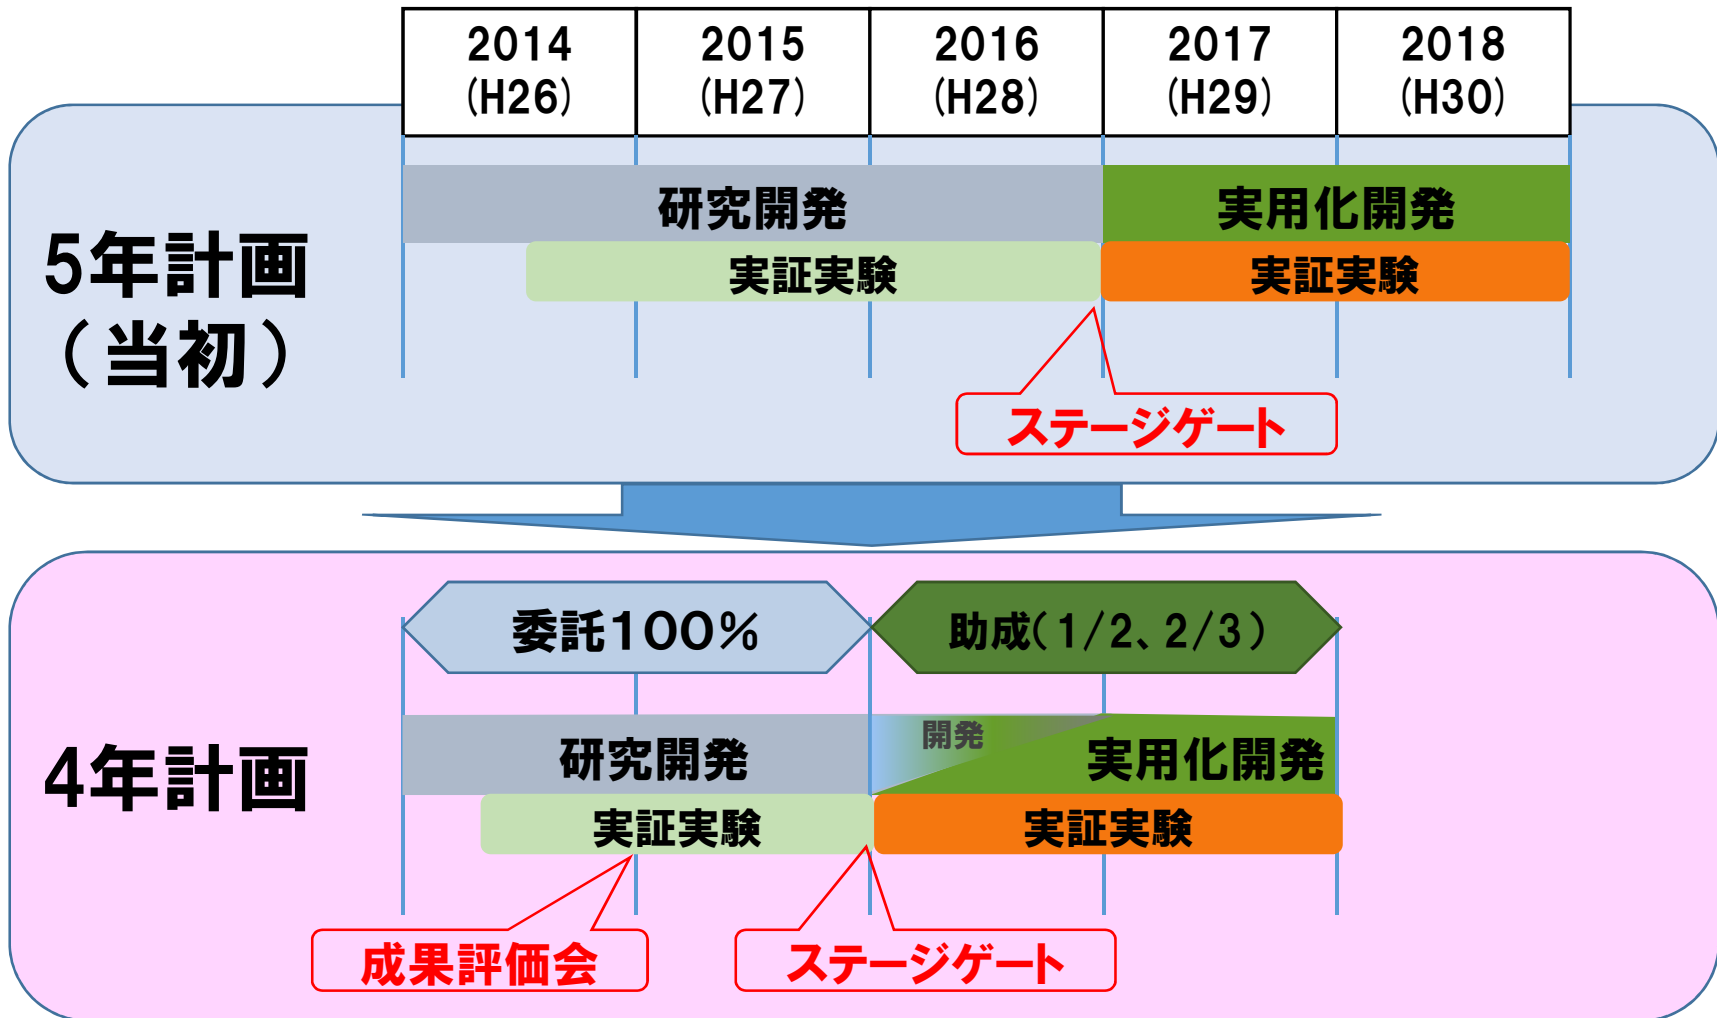 2014 2015 2016 2017 2018
(H26) (H27) (H28) (H29) (H30)
5年計画
(当初)
研究開発 実用化開発
実証実験 実証実験
ステージゲート
4年計画
委託100% 助成(1/2、2/3)
研究開発 開発 実用化開発
実証実験 実証実験
成果評価会 ステージゲート